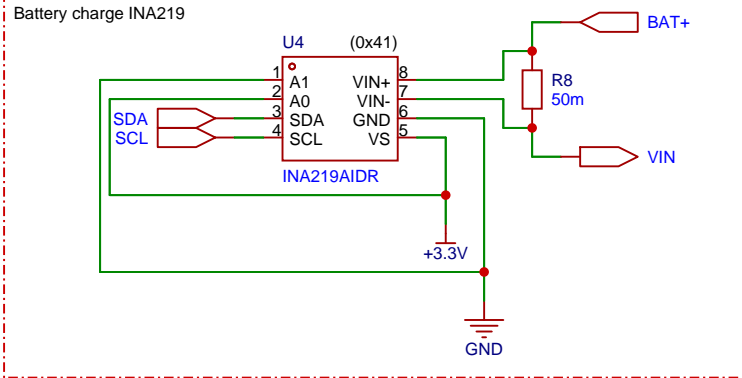 Battery charge INA219
U4 (0x41)
BAT+
1 A1 VIN+ 8
2 A0 VIN- 7
SDA 3 SDA GND 6
SCL 4 SCL VS 5
R8
50m
VIN
INA219AIDR
+3.3V
GND